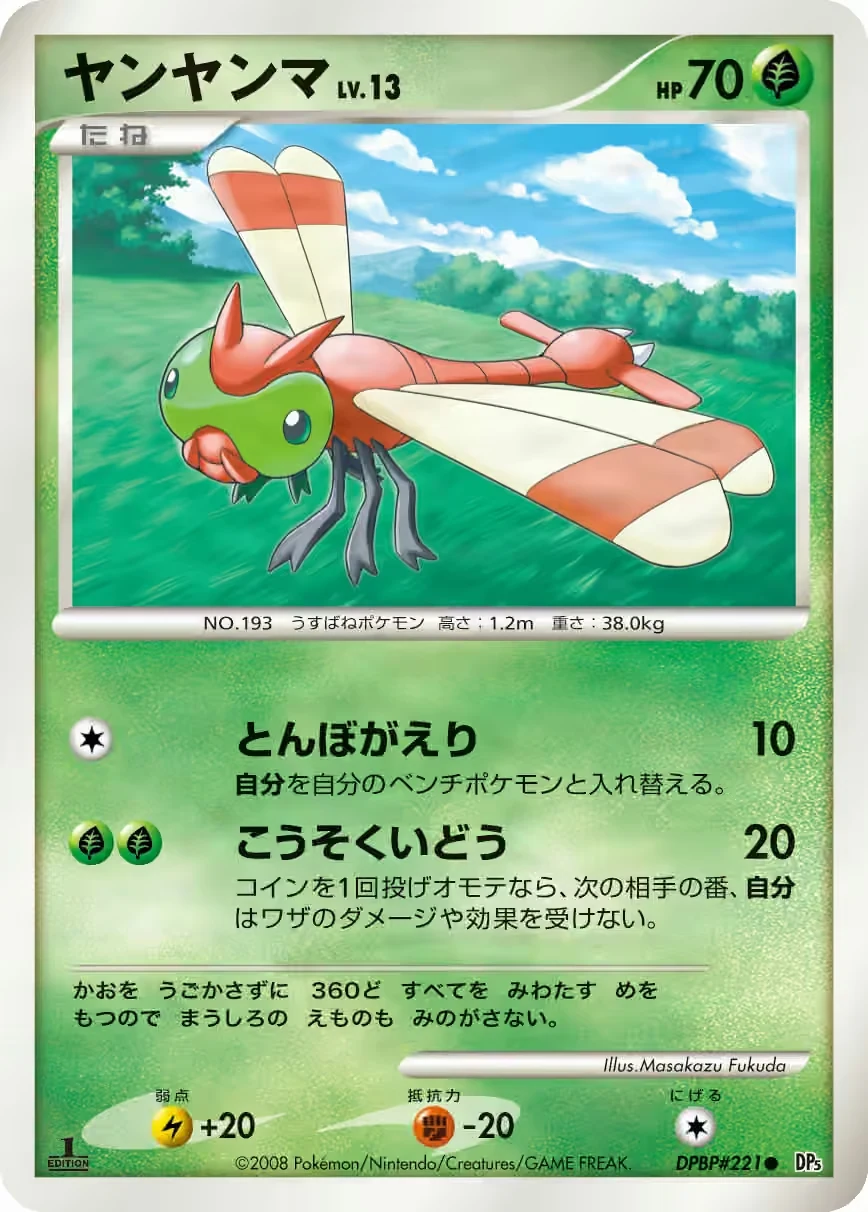 ヤンヤンマ LV.13 HP 70
たね
NO.193 うすばねポケモン 高さ：1.2m 重さ：38.0kg
とんぼがえり 10
自分を自分のベンチポケモンと入れ替える。
こうそくいどう 20
コインを1回投げオモテなら、次の相手の番、自分
はワザのダメージや効果を受けない。
かおを うごかさずに 360ど すべてを みわたす めを
もつので まうしろの えものも みのがさない。
Illus.Masakazu Fukuda
弱点 抵抗力 にげる
+20 -20
1 EDITION ©2008 Pokémon/Nintendo/Creatures/GAME FREAK. DPBP#221● DP5